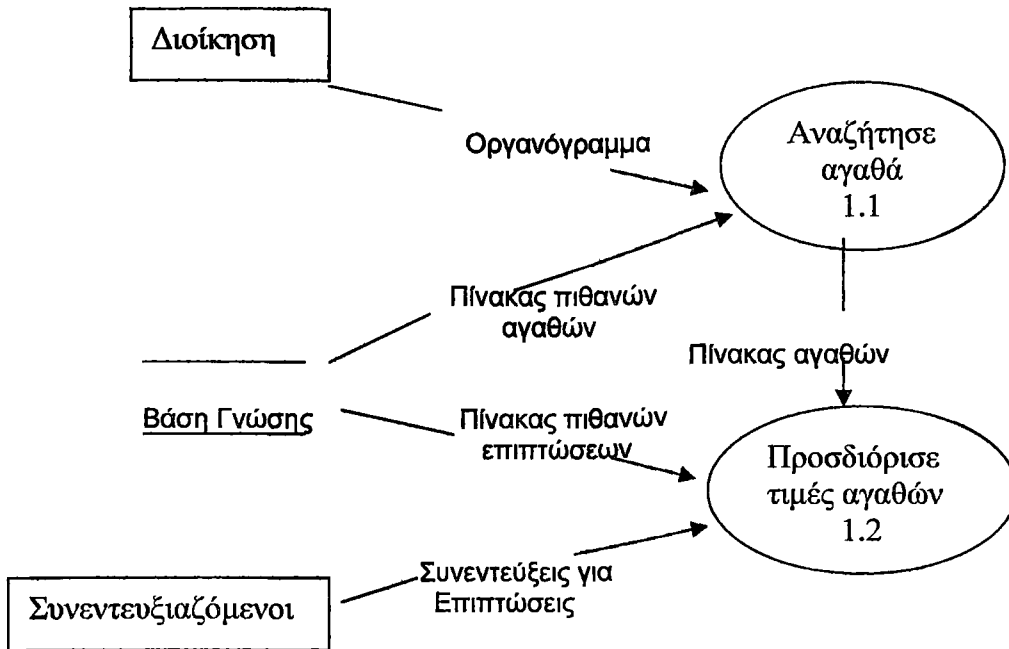 Διοίκηση
Οργανόγραμμα
Αναζήτησε
αγαθά
1.1
Πίνακας πιθανών
αγαθών
Πίνακας αγαθών
Βάση Γνώσης
Πίνακας πιθανών
επιπτώσεων
Προσδιόρισε
τιμές αγαθών
1.2
Συνεντεύξεις για
Επιπτώσεις
Συνεντευξιαζόμενοι